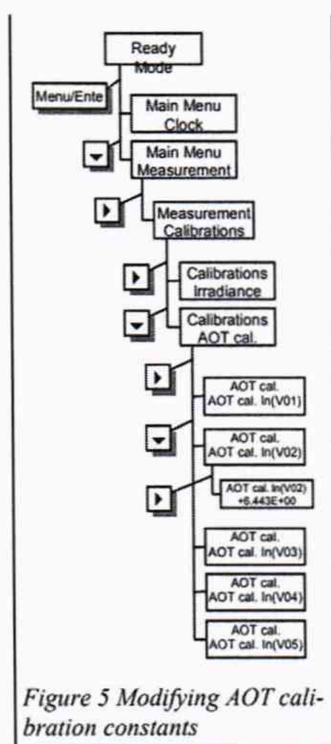 Ready
Mode
Menu/Ente
Main Menu
Clock
Main Menu
Measurement
Measurement
Calibrations
Calibrations
Irradiance
Calibrations
AOT cal.
AOT cal.
AOT cal. ln(V01)
AOT cal.
AOT cal. ln(V02)
AOT cal. ln(V02)
+6.443E+00
AOT cal.
AOT cal. ln(V03)
AOT cal.
AOT cal. ln(V04)
AOT cal.
AOT cal. ln(V05)
Figure 5 Modifying AOT cali-
bration constants